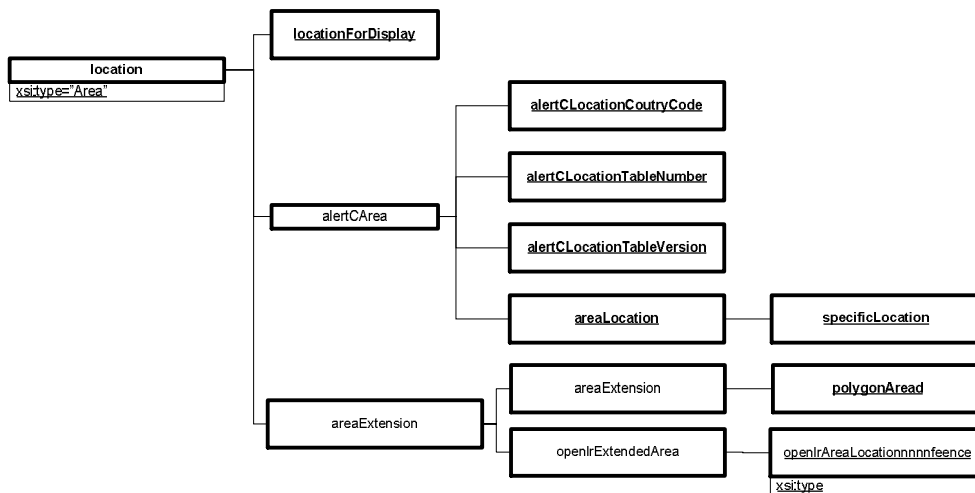 locationForDisplay
location
xsi:type="Area"
alertCLocationCoutryCode
alertCLocationTableNumber
alertCArea
alertCLocationTableVersion
areaLocation
specificLocation
areaExtension
areaExtension
polygonAread
openlrExtendedArea
openlrAreaLocationnnnnfeence
xsi:type